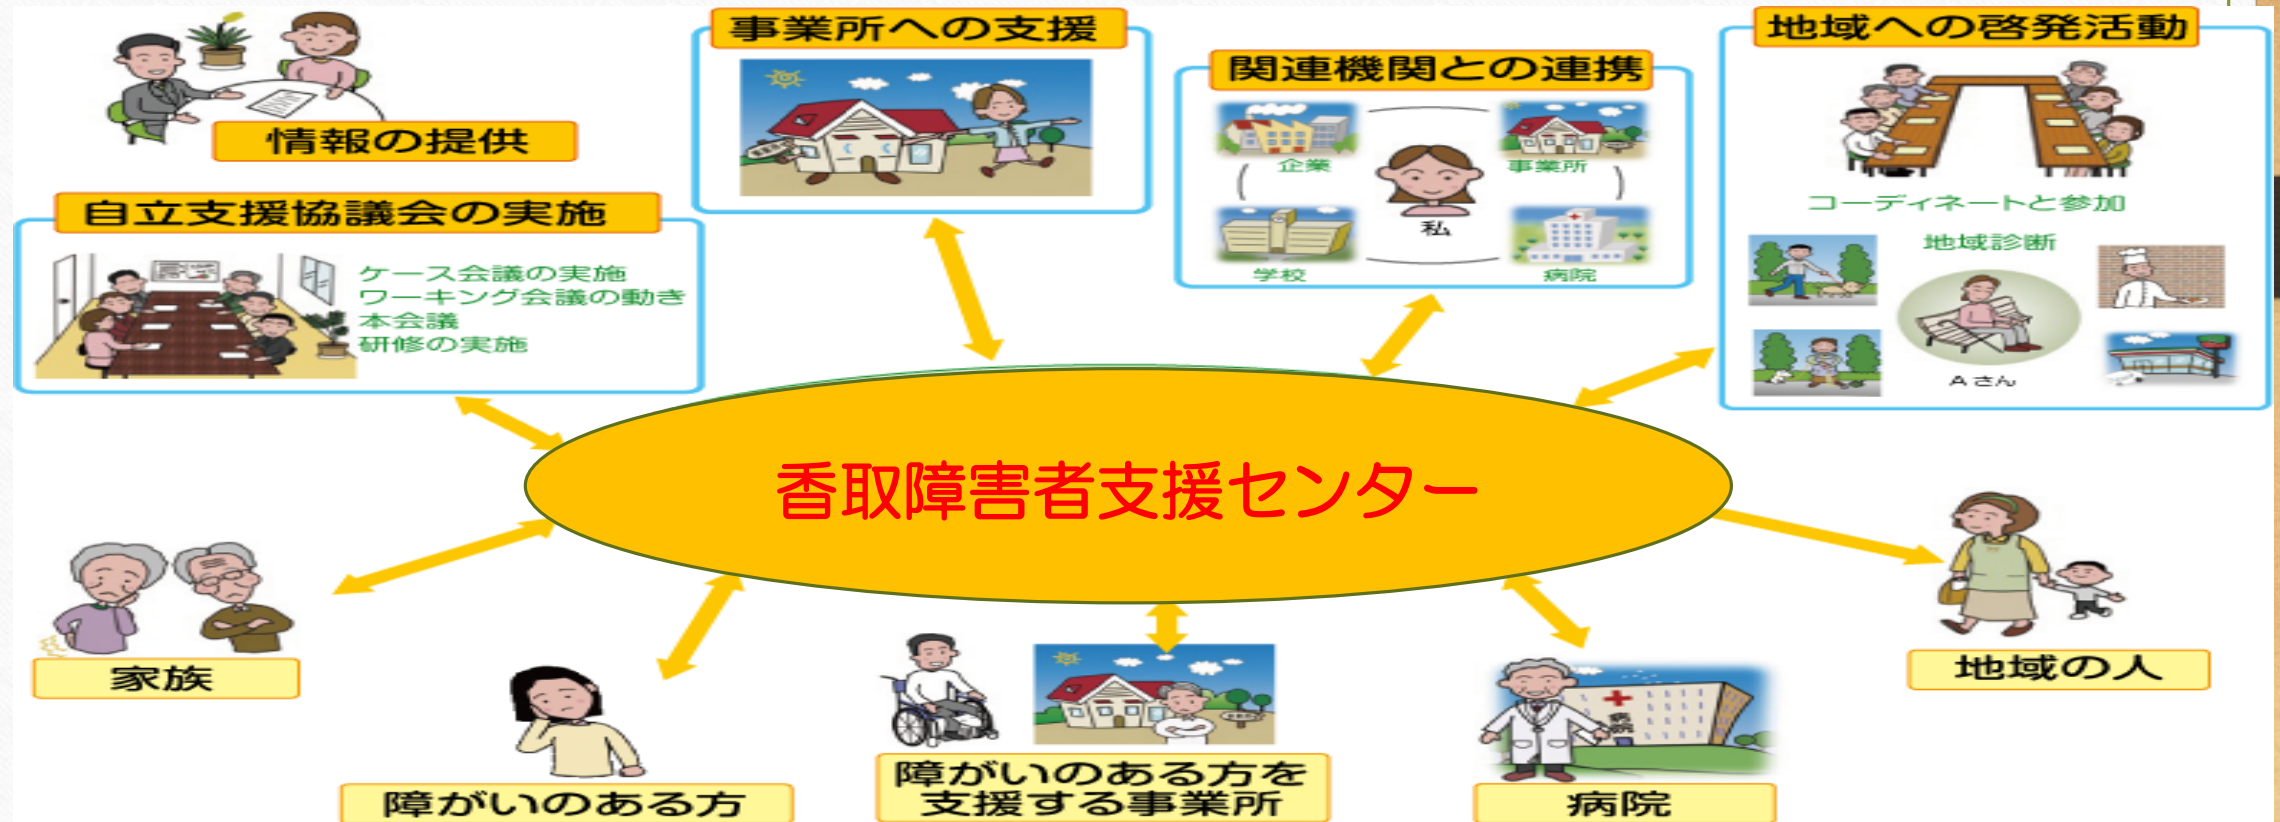 情報の提供
事業所への支援
関連機関との連携
企業
事業所
私
学校
病院
地域への啓発活動
コーディネートと参加
地域診断
Aさん
自立支援協議会の実施
ケース会議の実施
ワーキング会議の動き
本会議
研修の実施
香取障害者支援センター
家族
障がいのある方
障がいのある方を
支援する事業所
病院
病院
地域の人